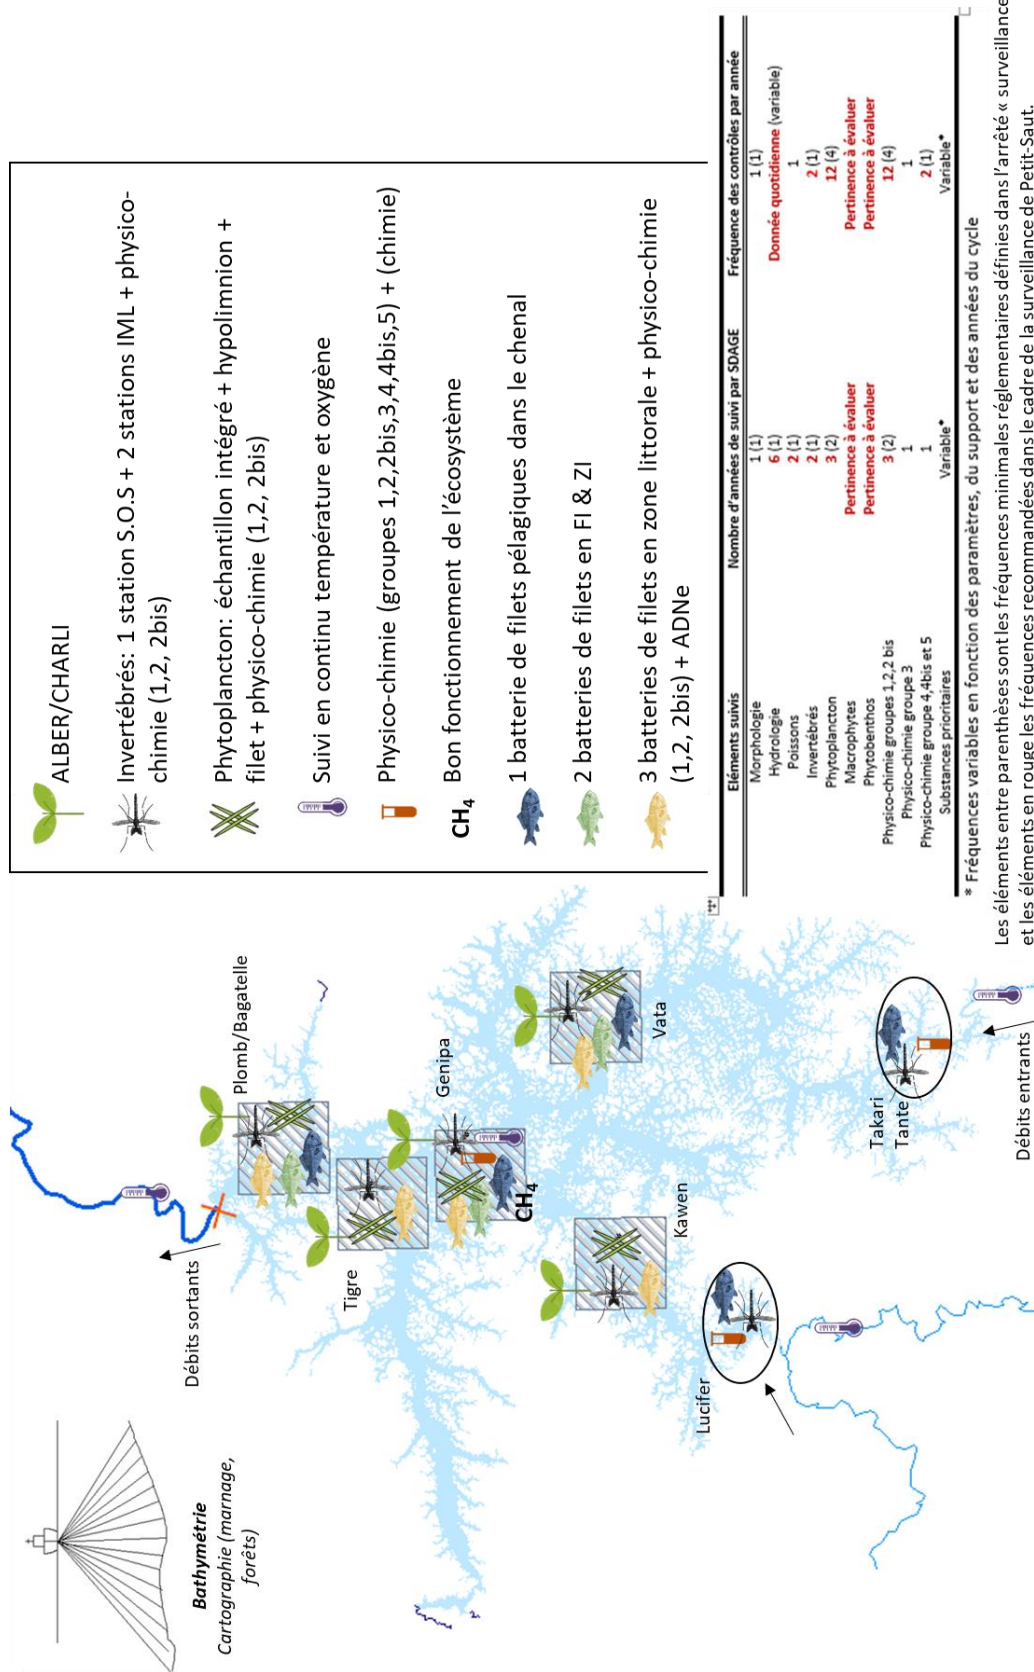 Bathymétrie
Cartographie (marnage,
forêts)
Débits sortants
Plomb/Bagatelle
Tigre
Genipa
CH4
Vata
Kawen
Lucifer
Takari
Tante
Débits entrants
ALBER/CHARLI
Invertébrés: 1 station S.O.S + 2 stations IML + physico-
chimie (1,2, 2bis)
Phytoplancton: échantillon intégré + hypolimnion +
filet + physico-chimie (1,2, 2bis)
Suivi en continu température et oxygène
Physico-chimie (groupes 1,2,2bis,3,4,4bis,5) + (chimie)
CH4 Bon fonctionnement de l'écosystème
1 batterie de filets pélagiques dans le chenal
2 batteries de filets en FI & ZI
3 batteries de filets en zone littorale + physico-chimie
(1,2, 2bis) + ADNe
Eléments suivis Nombre d'années de suivi par SDAGE Fréquence des contrôles par année
Morphologie 1 (1) 1 (1)
Hydrologie 6 (1) Donnée quotidienne (variable)
Poissons 2 (1) 1
Invertébrés 2 (1) 2 (1)
Phytoplancton 3 (2) 12 (4)
Macrophytes Pertinence à évaluer Pertinence à évaluer
Phytobenthos Pertinence à évaluer Pertinence à évaluer
Physico-chimie groupes 1,2,2 bis 3 (2) 12 (4)
Physico-chimie groupe 3 1 1
Physico-chimie groupe 4,4bis et 5 1 2 (1)
Substances prioritaires Variable* Variable*
* Fréquences variables en fonction des paramètres, du support et des années du cycle
Les éléments entre parenthèses sont les fréquences minimales réglementaires définies dans l'arrêté « surveillance
et les éléments en rouge les fréquences recommandées dans le cadre de la surveillance de Petit-Saut.